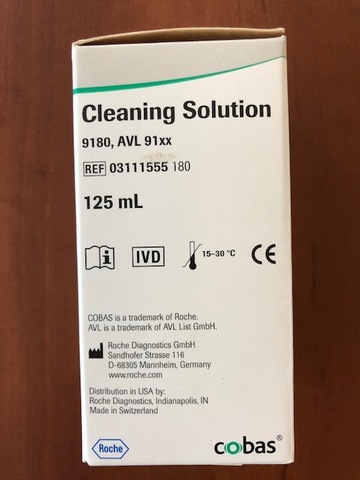 Cleaning Solution
9180, AVL 91xx
REF 03111555 180
125 mL
i IVD 15–30 °C CE
COBAS is a trademark of Roche.
AVL is a trademark of AVL List GmbH.
Roche Diagnostics GmbH
Sandhofer Strasse 116
D-68305 Mannheim, Germany
www.roche.com
Distribution in USA by:
Roche Diagnostics, Indianapolis, IN
Made in Switzerland
Roche cobas®